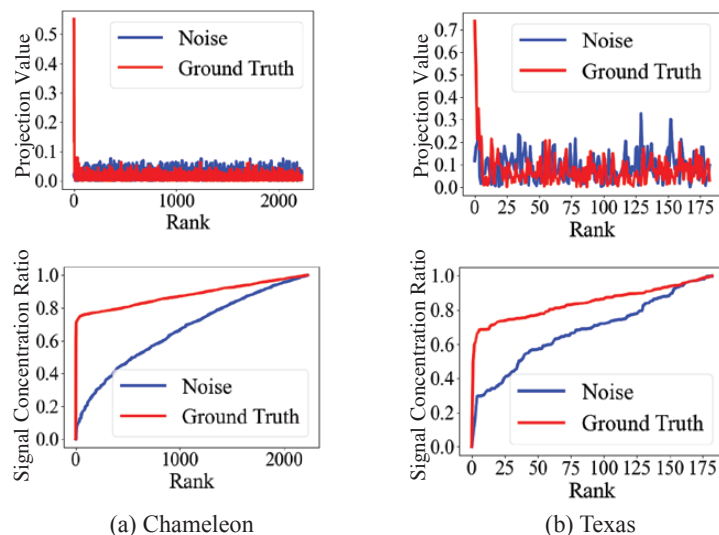 Projection Value
0.5
0.4
0.3
0.2
0.1
0.0
Noise
Ground Truth
0
1000
2000
Rank
Projection Value
0.7
0.6
0.5
0.4
0.3
0.2
0.1
0.0
Noise
Ground Truth
0 25 50 75 100 125 150 175
Rank
Signal Concentration Ratio
1.0
0.8
0.6
0.4
0.2
0.0
Noise
Ground Truth
0
1000
2000
Rank
Signal Concentration Ratio
1.0
0.8
0.6
0.4
0.2
0.0
Noise
Ground Truth
0 25 50 75 100 125 150 175
Rank
(a) Chameleon
(b) Texas